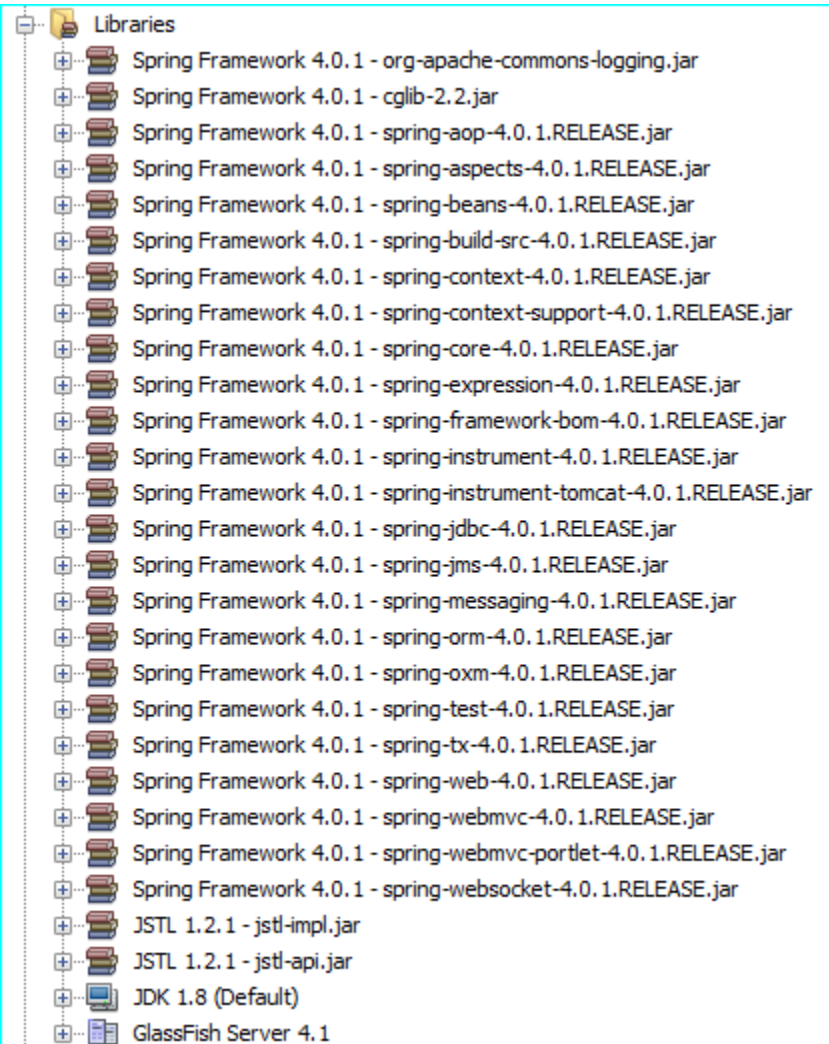 Libraries
Spring Framework 4.0.1 - org-apache-commons-logging.jar
Spring Framework 4.0.1 - cglib-2.2.jar
Spring Framework 4.0.1 - spring-aop-4.0.1.RELEASE.jar
Spring Framework 4.0.1 - spring-aspects-4.0.1.RELEASE.jar
Spring Framework 4.0.1 - spring-beans-4.0.1.RELEASE.jar
Spring Framework 4.0.1 - spring-build-src-4.0.1.RELEASE.jar
Spring Framework 4.0.1 - spring-context-4.0.1.RELEASE.jar
Spring Framework 4.0.1 - spring-context-support-4.0.1.RELEASE.jar
Spring Framework 4.0.1 - spring-core-4.0.1.RELEASE.jar
Spring Framework 4.0.1 - spring-expression-4.0.1.RELEASE.jar
Spring Framework 4.0.1 - spring-framework-bom-4.0.1.RELEASE.jar
Spring Framework 4.0.1 - spring-instrument-4.0.1.RELEASE.jar
Spring Framework 4.0.1 - spring-instrument-tomcat-4.0.1.RELEASE.jar
Spring Framework 4.0.1 - spring-jdbc-4.0.1.RELEASE.jar
Spring Framework 4.0.1 - spring-jms-4.0.1.RELEASE.jar
Spring Framework 4.0.1 - spring-messaging-4.0.1.RELEASE.jar
Spring Framework 4.0.1 - spring-orm-4.0.1.RELEASE.jar
Spring Framework 4.0.1 - spring-oxm-4.0.1.RELEASE.jar
Spring Framework 4.0.1 - spring-test-4.0.1.RELEASE.jar
Spring Framework 4.0.1 - spring-tx-4.0.1.RELEASE.jar
Spring Framework 4.0.1 - spring-web-4.0.1.RELEASE.jar
Spring Framework 4.0.1 - spring-webmvc-4.0.1.RELEASE.jar
Spring Framework 4.0.1 - spring-webmvc-portlet-4.0.1.RELEASE.jar
Spring Framework 4.0.1 - spring-websocket-4.0.1.RELEASE.jar
JSTL 1.2.1 - jstl-impl.jar
JSTL 1.2.1 - jstl-api.jar
JDK 1.8 (Default)
GlassFish Server 4.1